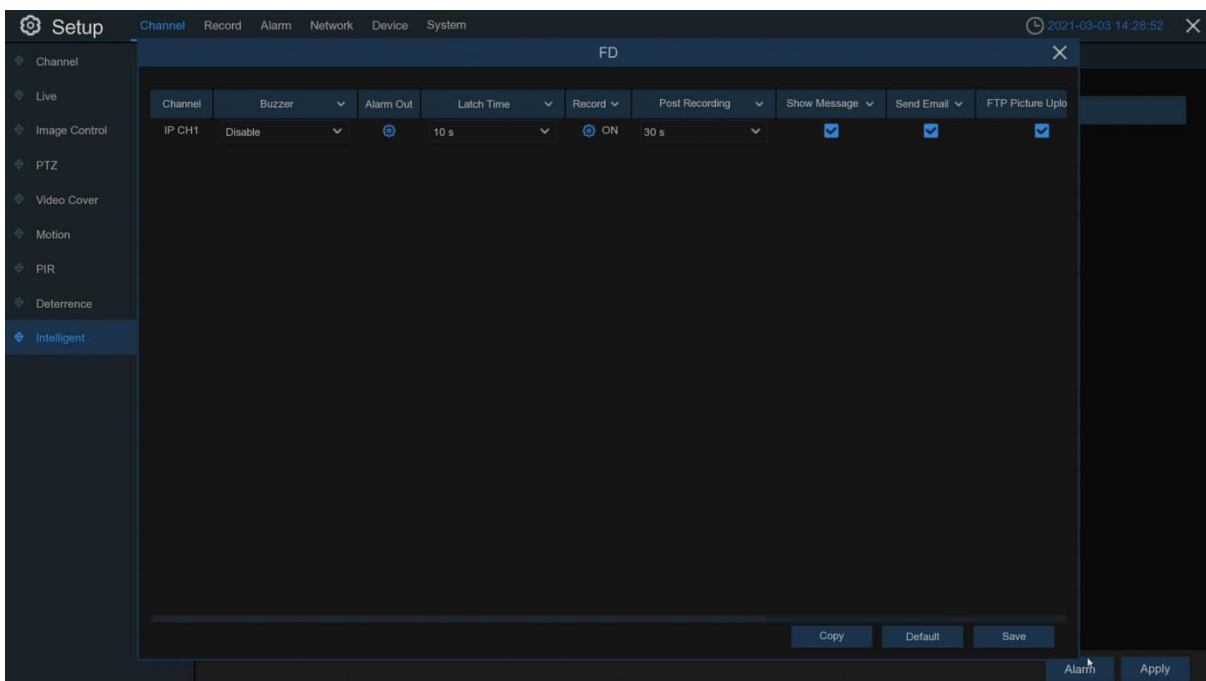 Setup Channel Record Alarm Network Device System 2021-03-03 14:28:52
FD
Channel
Live
Image Control
PTZ
Video Cover
Motion
PIR
Deterrence
Intelligent
Channel Buzzer Alarm Out Latch Time Record Post Recording Show Message Send Email FTP Picture Uplo
IP CH1 Disable 10 s ON 30 s
Copy Default Save
Alarm Apply